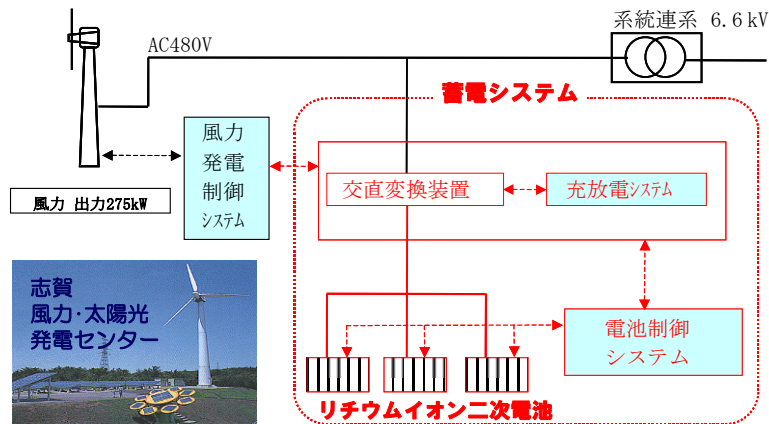 系統連系 6.6kV
AC480V
蓄電システム
風力
発電
制御
ｼｽﾃﾑ
交直変換装置
充放電ｼｽﾃﾑ
風力 出力275kW
志賀
風力・太陽光
発電センター
電池制御
システム
リチウムイオン二次電池